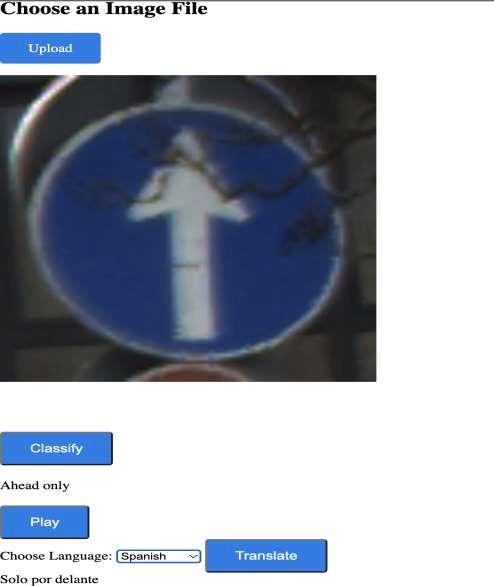 Choose an Image File
Upload
Classify
Ahead only
Play
Choose Language: Spanish Translate
Solo por delante